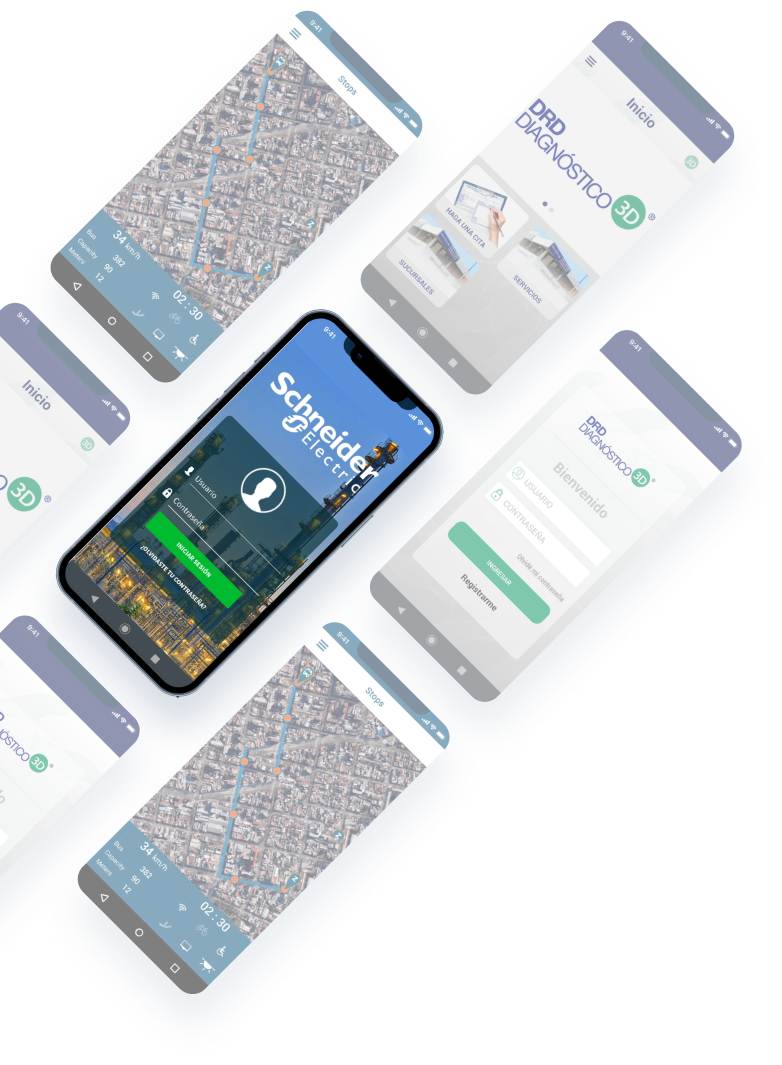 9:41
Stops
Bus
Capacity
Meters
34 km/h
382
90
12
02 : 30
9:41
Inicio
3D
DRD
DIAGNÓSTICO
3D
HAGA UNA CITA
SUCURSALES
SERVICIOS
9:41
Inicio
3D
3D
9:41
Schneider
Electric
Usuario
Contraseña
INICIAR SESIÓN
¿OLVIDASTE TU CONTRASEÑA?
9:41
DRD
DIAGNÓSTICO
3D
Bienvenido
USUARIO
CONTRASEÑA
Olvide mi contraseña
INGRESAR
Registrarme
9:41
3D
9:41
Stops
Bus
Capacity
Meters
34 km/h
382
90
12
02 : 30